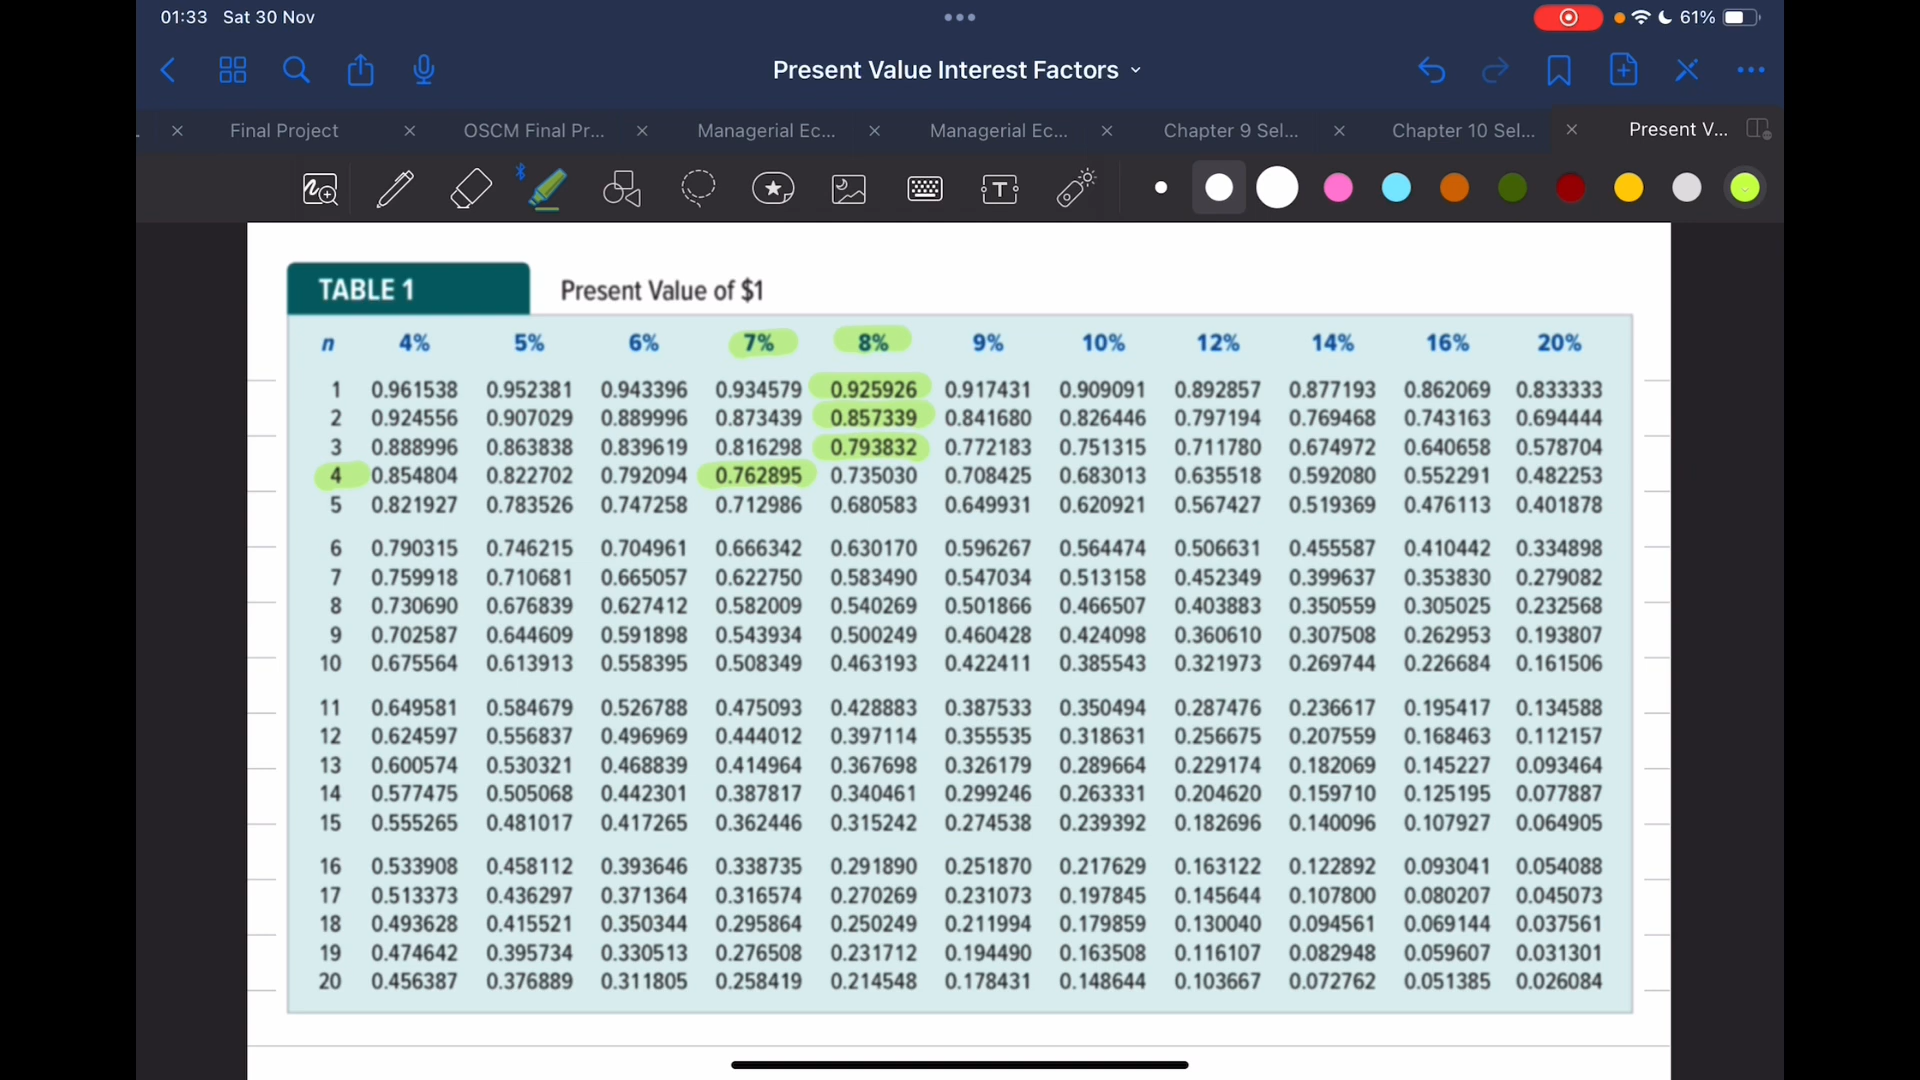 01:33 Sat 30 Nov
61%
Present Value Interest Factors
Final Project
OSCM Final Pr...
Managerial Ec...
Managerial Ec...
Chapter 9 Sel...
Chapter 10 Sel...
Present V...
TABLE 1 Present Value of $1
n 4% 5% 6% 7% 8% 9% 10% 12% 14% 16% 20%
1 0.961538 0.952381 0.943396 0.934579 0.925926 0.917431 0.909091 0.892857 0.877193 0.862069 0.833333
2 0.924556 0.907029 0.889996 0.873439 0.857339 0.841680 0.826446 0.797194 0.769468 0.743163 0.694444
3 0.888996 0.863838 0.839619 0.816298 0.793832 0.772183 0.751315 0.711780 0.674972 0.640658 0.578704
4 0.854804 0.822702 0.792094 0.762895 0.735030 0.708425 0.683013 0.635518 0.592080 0.552291 0.482253
5 0.821927 0.783526 0.747258 0.712986 0.680583 0.649931 0.620921 0.567427 0.519369 0.476113 0.401878
6 0.790315 0.746215 0.704961 0.666342 0.630170 0.596267 0.564474 0.506631 0.455587 0.410442 0.334898
7 0.759918 0.710681 0.665057 0.622750 0.583490 0.547034 0.513158 0.452349 0.399637 0.353830 0.279082
8 0.730690 0.676839 0.627412 0.582009 0.540269 0.501866 0.466507 0.403883 0.350559 0.305025 0.232568
9 0.702587 0.644609 0.591898 0.543934 0.500249 0.460428 0.424098 0.360610 0.307508 0.262953 0.193807
10 0.675564 0.613913 0.558395 0.508349 0.463193 0.422411 0.385543 0.321973 0.269744 0.226684 0.161506
11 0.649581 0.584679 0.526788 0.475093 0.428883 0.387533 0.350494 0.287476 0.236617 0.195417 0.134588
12 0.624597 0.556837 0.496969 0.444012 0.397114 0.355535 0.318631 0.256675 0.207559 0.168463 0.112157
13 0.600574 0.530321 0.468839 0.414964 0.367698 0.326179 0.289664 0.229174 0.182069 0.145227 0.093464
14 0.577475 0.505068 0.442301 0.387817 0.340461 0.299246 0.263331 0.204620 0.159710 0.125195 0.077887
15 0.555265 0.481017 0.417265 0.362446 0.315242 0.274538 0.239392 0.182696 0.140096 0.107927 0.064905
16 0.533908 0.458112 0.393646 0.338735 0.291890 0.251870 0.217629 0.163122 0.122892 0.093041 0.054088
17 0.513373 0.436297 0.371364 0.316574 0.270269 0.231073 0.197845 0.145644 0.107800 0.080207 0.045073
18 0.493628 0.415521 0.350344 0.295864 0.250249 0.211994 0.179859 0.130040 0.094561 0.069144 0.037561
19 0.474642 0.395734 0.330513 0.276508 0.231712 0.194490 0.163508 0.116107 0.082948 0.059607 0.031301
20 0.456387 0.376889 0.311805 0.258419 0.214548 0.178431 0.148644 0.103667 0.072762 0.051385 0.026084